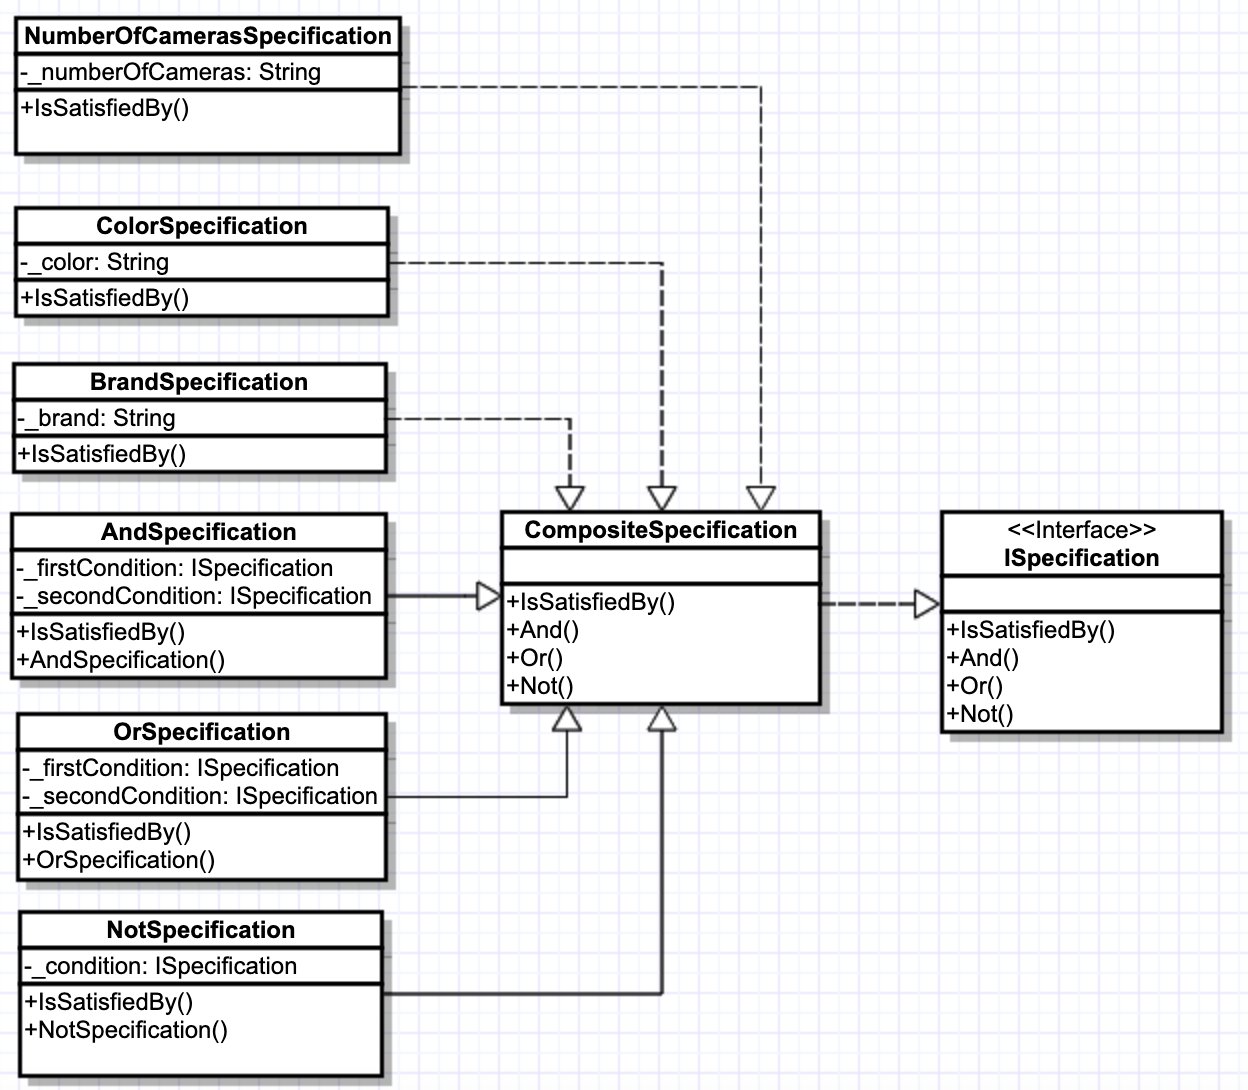 NumberOfCamerasSpecification
-_numberOfCameras: String
+IsSatisfiedBy()
ColorSpecification
-_color: String
+IsSatisfiedBy()
BrandSpecification
-_brand: String
+IsSatisfiedBy()
AndSpecification
-_firstCondition: ISpecification
-_secondCondition: ISpecification
+IsSatisfiedBy()
+AndSpecification()
OrSpecification
-_firstCondition: ISpecification
-_secondCondition: ISpecification
+IsSatisfiedBy()
+OrSpecification()
NotSpecification
-_condition: ISpecification
+IsSatisfiedBy()
+NotSpecification()
CompositeSpecification
+IsSatisfiedBy()
+And()
+Or()
+Not()
<<Interface>>
ISpecification
+IsSatisfiedBy()
+And()
+Or()
+Not()